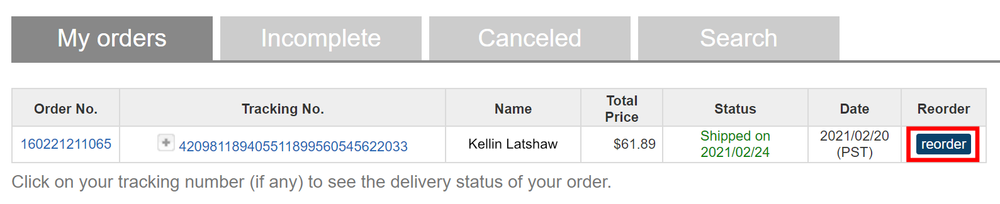 My orders Incomplete Canceled Search
Order No. Tracking No. Name Total Price Status Date Reorder
160221211065 420981189405511899560545622033 Kellin Latshaw $61.89 Shipped on 2021/02/24 2021/02/20 (PST) reorder
Click on your tracking number (if any) to see the delivery status of your order.